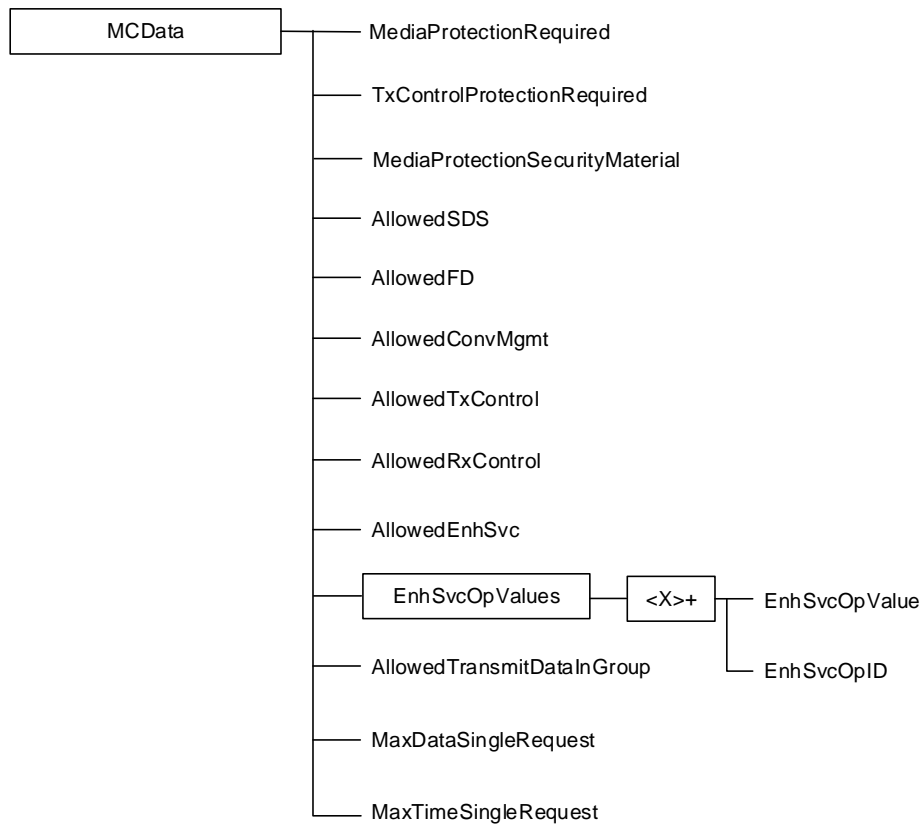 MCData
MediaProtectionRequired
TxControlProtectionRequired
MediaProtectionSecurityMaterial
AllowedSDS
AllowedFD
AllowedConvMgmt
AllowedTxControl
AllowedRxControl
AllowedEnhSvc
EnhSvcOpValues
<X>+
EnhSvcOpValue
EnhSvcOpID
AllowedTransmitDataInGroup
MaxDataSingleRequest
MaxTimeSingleRequest